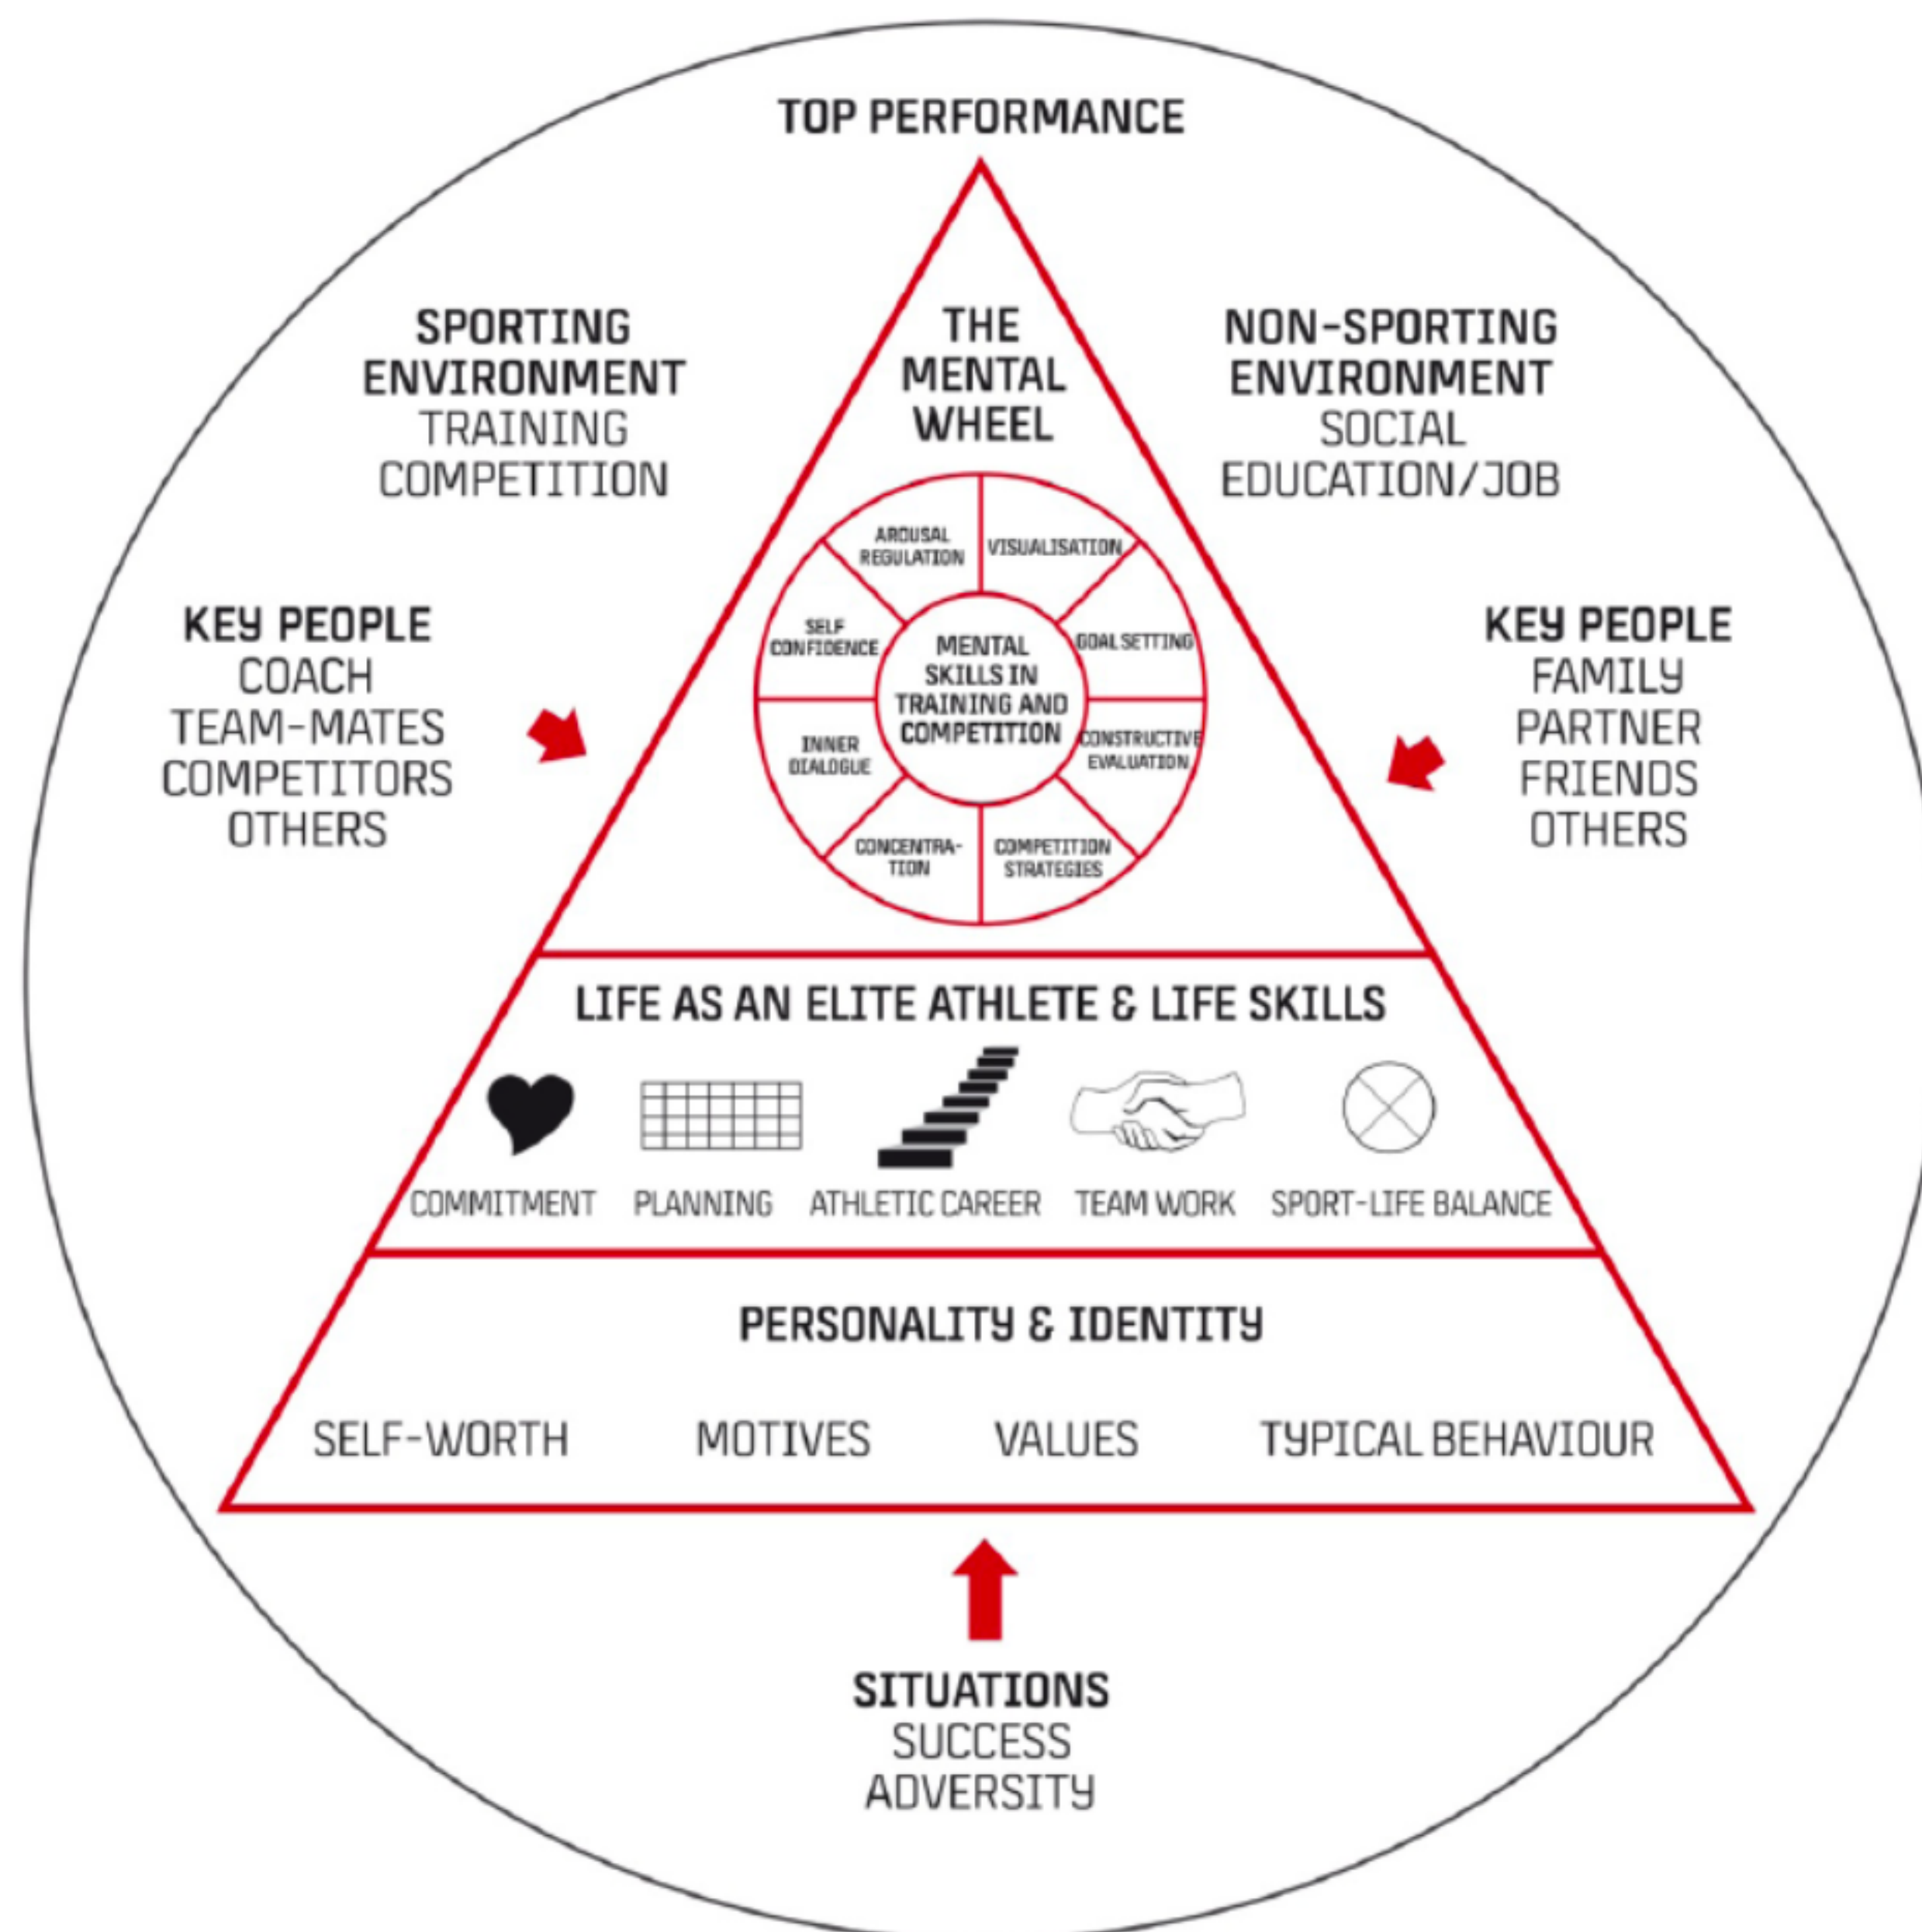 TOP PERFORMANCE
SPORTING
ENVIRONMENT
TRAINING
COMPETITION
THE
MENTAL
WHEEL
NON-SPORTING
ENVIRONMENT
SOCIAL
EDUCATION/JOB
KEY PEOPLE
COACH
TEAM-MATES
COMPETITORS
OTHERS
AROUSAL
REGULATION
VISUALISATION
GOAL SETTING
CONSTRUCTIVE
EVALUATION
COMPETITION
STRATEGIES
CONCENTRA-
TION
INNER
DIALOGUE
SELF
CONFIDENCE
MENTAL
SKILLS IN
TRAINING AND
COMPETITION
KEY PEOPLE
FAMILY
PARTNER
FRIENDS
OTHERS
LIFE AS AN ELITE ATHLETE & LIFE SKILLS
COMMITMENT
PLANNING
ATHLETIC CAREER
TEAM WORK
SPORT-LIFE BALANCE
PERSONALITY & IDENTITY
SELF-WORTH
MOTIVES
VALUES
TYPICAL BEHAVIOUR
SITUATIONS
SUCCESS
ADVERSITY